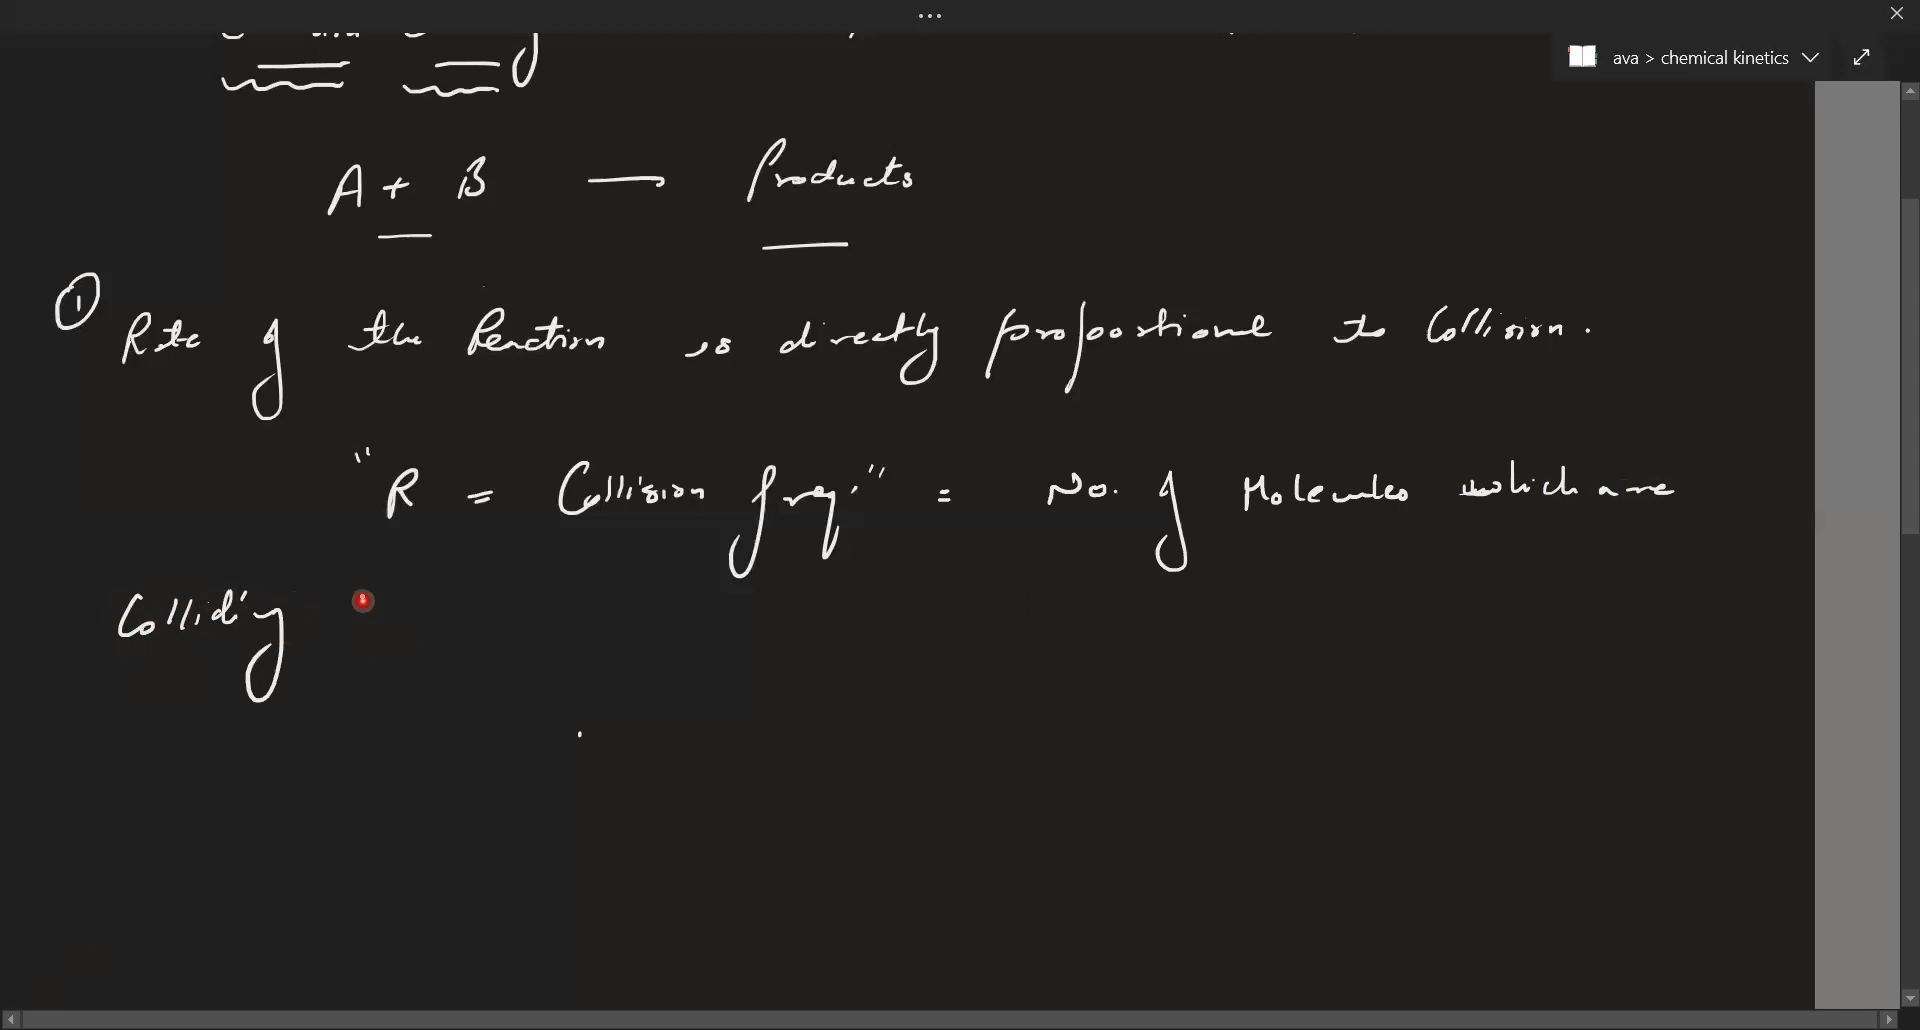 ava > chemical kinetics
A + B — Products
① Rate of the Reaction is directly proportional to Collision.
"R = Collision freq." = No. of Molecules which are
Colliding